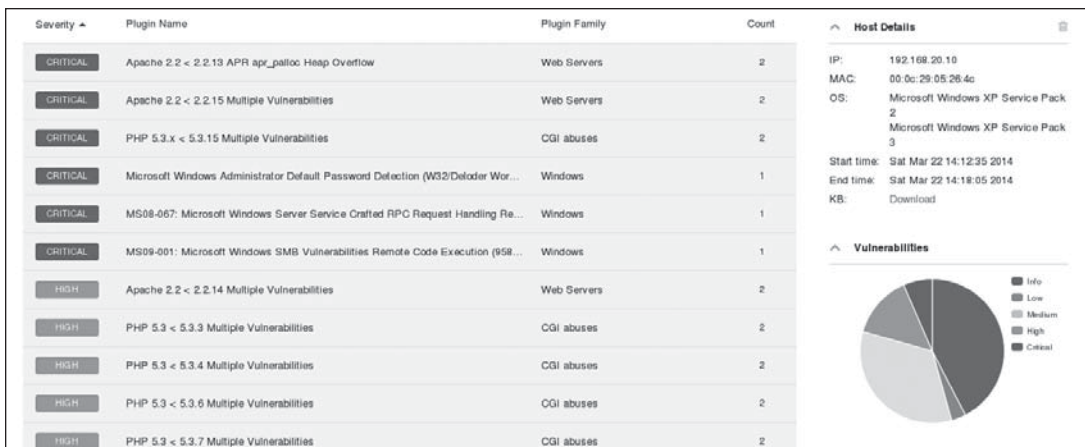 Severity Plugin Name Plugin Family Count
CRITICAL Apache 2.2 < 2.2.13 APR apr_palloc Heap Overflow Web Servers 2
CRITICAL Apache 2.2 < 2.2.15 Multiple Vulnerabilities Web Servers 2
CRITICAL PHP 5.3.x < 5.3.15 Multiple Vulnerabilities CGI abuses 2
CRITICAL Microsoft Windows Administrator Default Password Detection (W32/Deloder Wor... Windows 1
CRITICAL MS08-067: Microsoft Windows Server Service Crafted RPC Request Handling Re... Windows 1
CRITICAL MS09-001: Microsoft Windows SMB Vulnerabilities Remote Code Execution (958... Windows 1
HIGH Apache 2.2 < 2.2.14 Multiple Vulnerabilities Web Servers 2
HIGH PHP 5.3 < 5.3.3 Multiple Vulnerabilities CGI abuses 2
HIGH PHP 5.3 < 5.3.4 Multiple Vulnerabilities CGI abuses 2
HIGH PHP 5.3 < 5.3.6 Multiple Vulnerabilities CGI abuses 2
HIGH PHP 5.3 < 5.3.7 Multiple Vulnerabilities CGI abuses 2
Host Details
IP: 192.168.20.10
MAC: 00:0c:29:05:26:4c
OS: Microsoft Windows XP Service Pack
2
Microsoft Windows XP Service Pack
3
Start time: Sat Mar 22 14:12:35 2014
End time: Sat Mar 22 14:18:05 2014
KB: Download
Vulnerabilities
Info
Low
Medium
High
Critical